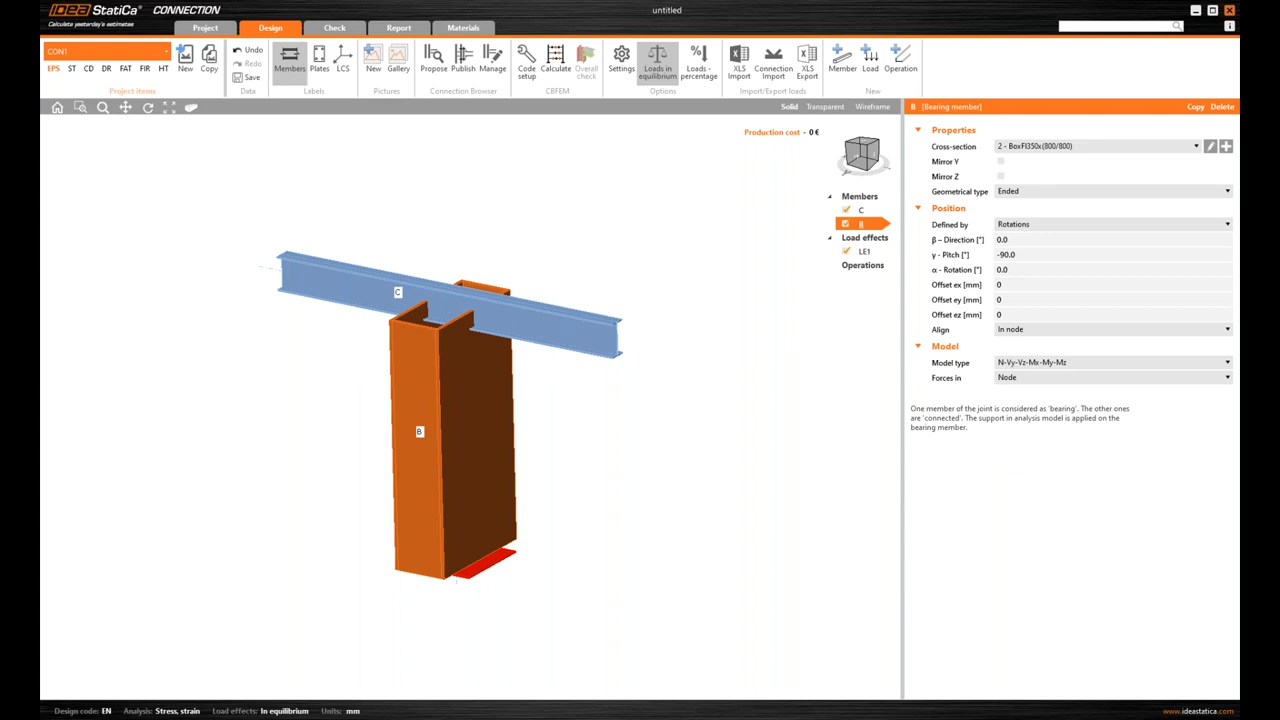 IDEA StatiCa® CONNECTION
Calculate yesterday's estimates
untitled
Project Design Check Report Materials
CON1
EPS ST CD DR FAT FIR HT
Project items
New Copy
Undo
Redo
Save
Data
Members Plates LCS
Labels
New Gallery
Pictures
Propose Publish Manage
Connection Browser
Code setup Calculate Overall check
CBFEM
Settings Loads in equilibrium Loads - percentage
Options
XLS Import Connection Import XLS Export
Import/Export loads
Member Load Operation
New
Solid Transparent Wireframe
Production cost - 0 €
Members
C
B
Load effects
LE1
Operations
C
B
B [Bearing member] Copy Delete
Properties
Cross-section 2 - BoxFl350x(800/800)
Mirror Y
Mirror Z
Geometrical type Ended
Position
Defined by Rotations
β – Direction [°] 0.0
γ - Pitch [°] -90.0
α - Rotation [°] 0.0
Offset ex [mm] 0
Offset ey [mm] 0
Offset ez [mm] 0
Align In node
Model
Model type N-Vy-Vz-Mx-My-Mz
Forces in Node
One member of the joint is considered as 'bearing'. The other ones
are 'connected'. The support in analysis model is applied on the
bearing member.
Design code: EN Analysis: Stress, strain Load effects: In equilibrium Units: mm
www.ideastatica.com